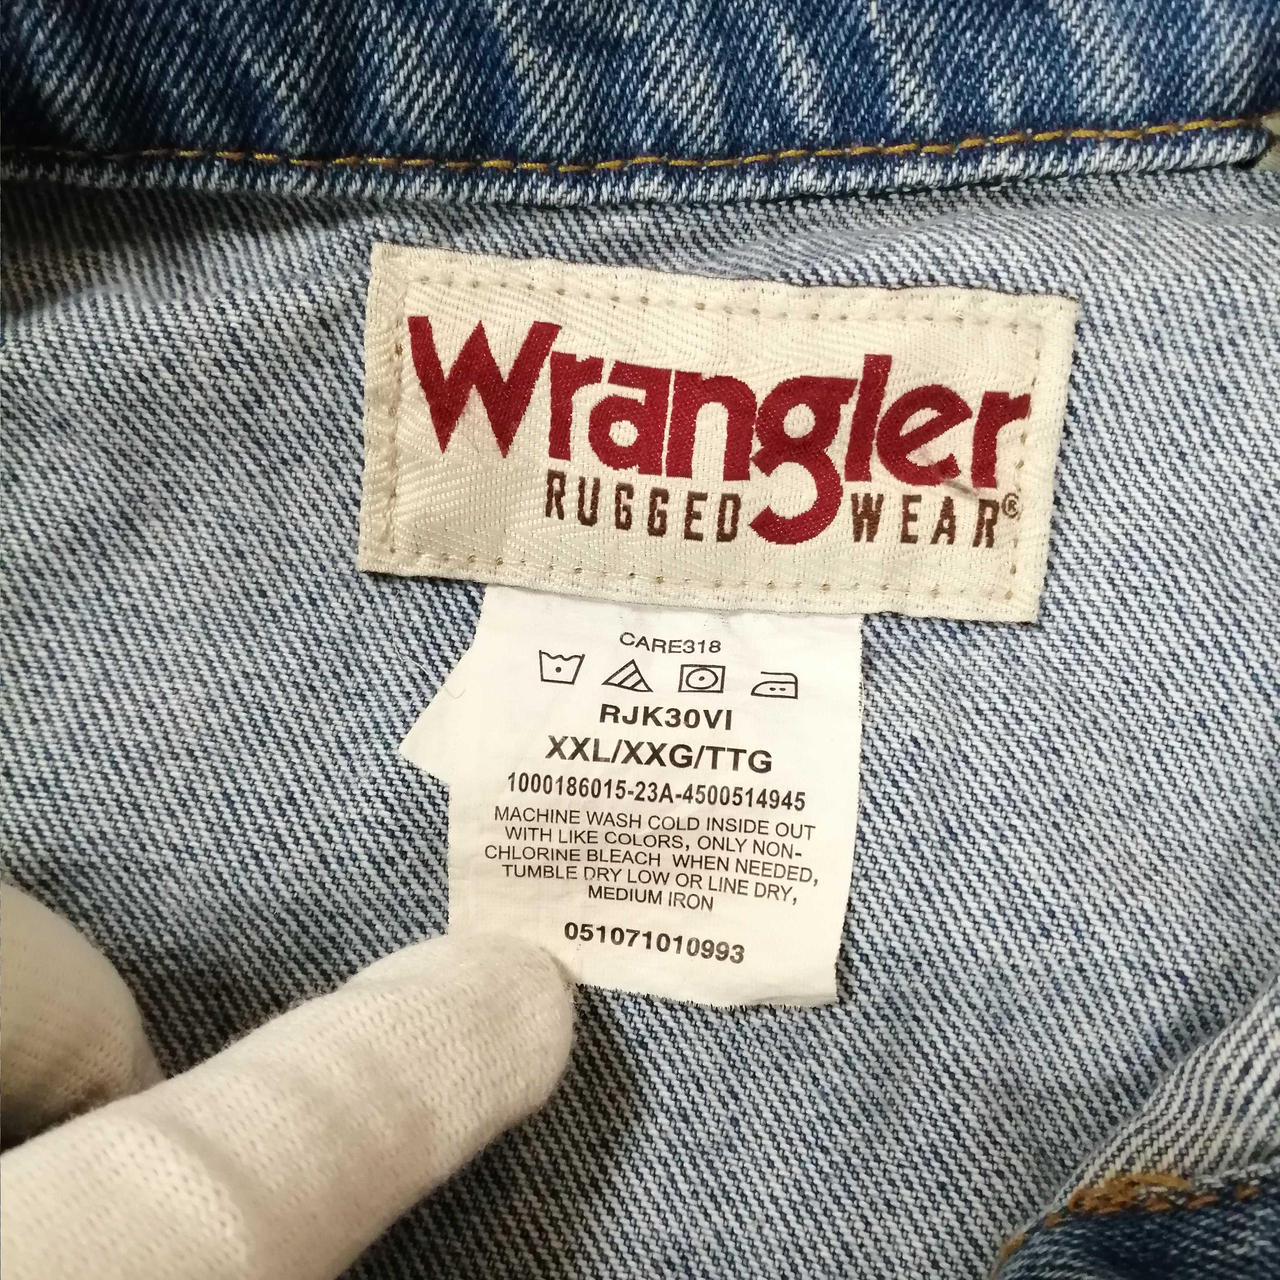 Wrangler
RUGGED WEAR®
CARE318
RJK30VI
XXL/XXG/TTG
1000186015-23A-4500514945
MACHINE WASH COLD INSIDE OUT
WITH LIKE COLORS, ONLY NON-
CHLORINE BLEACH WHEN NEEDED,
TUMBLE DRY LOW OR LINE DRY,
MEDIUM IRON
051071010993